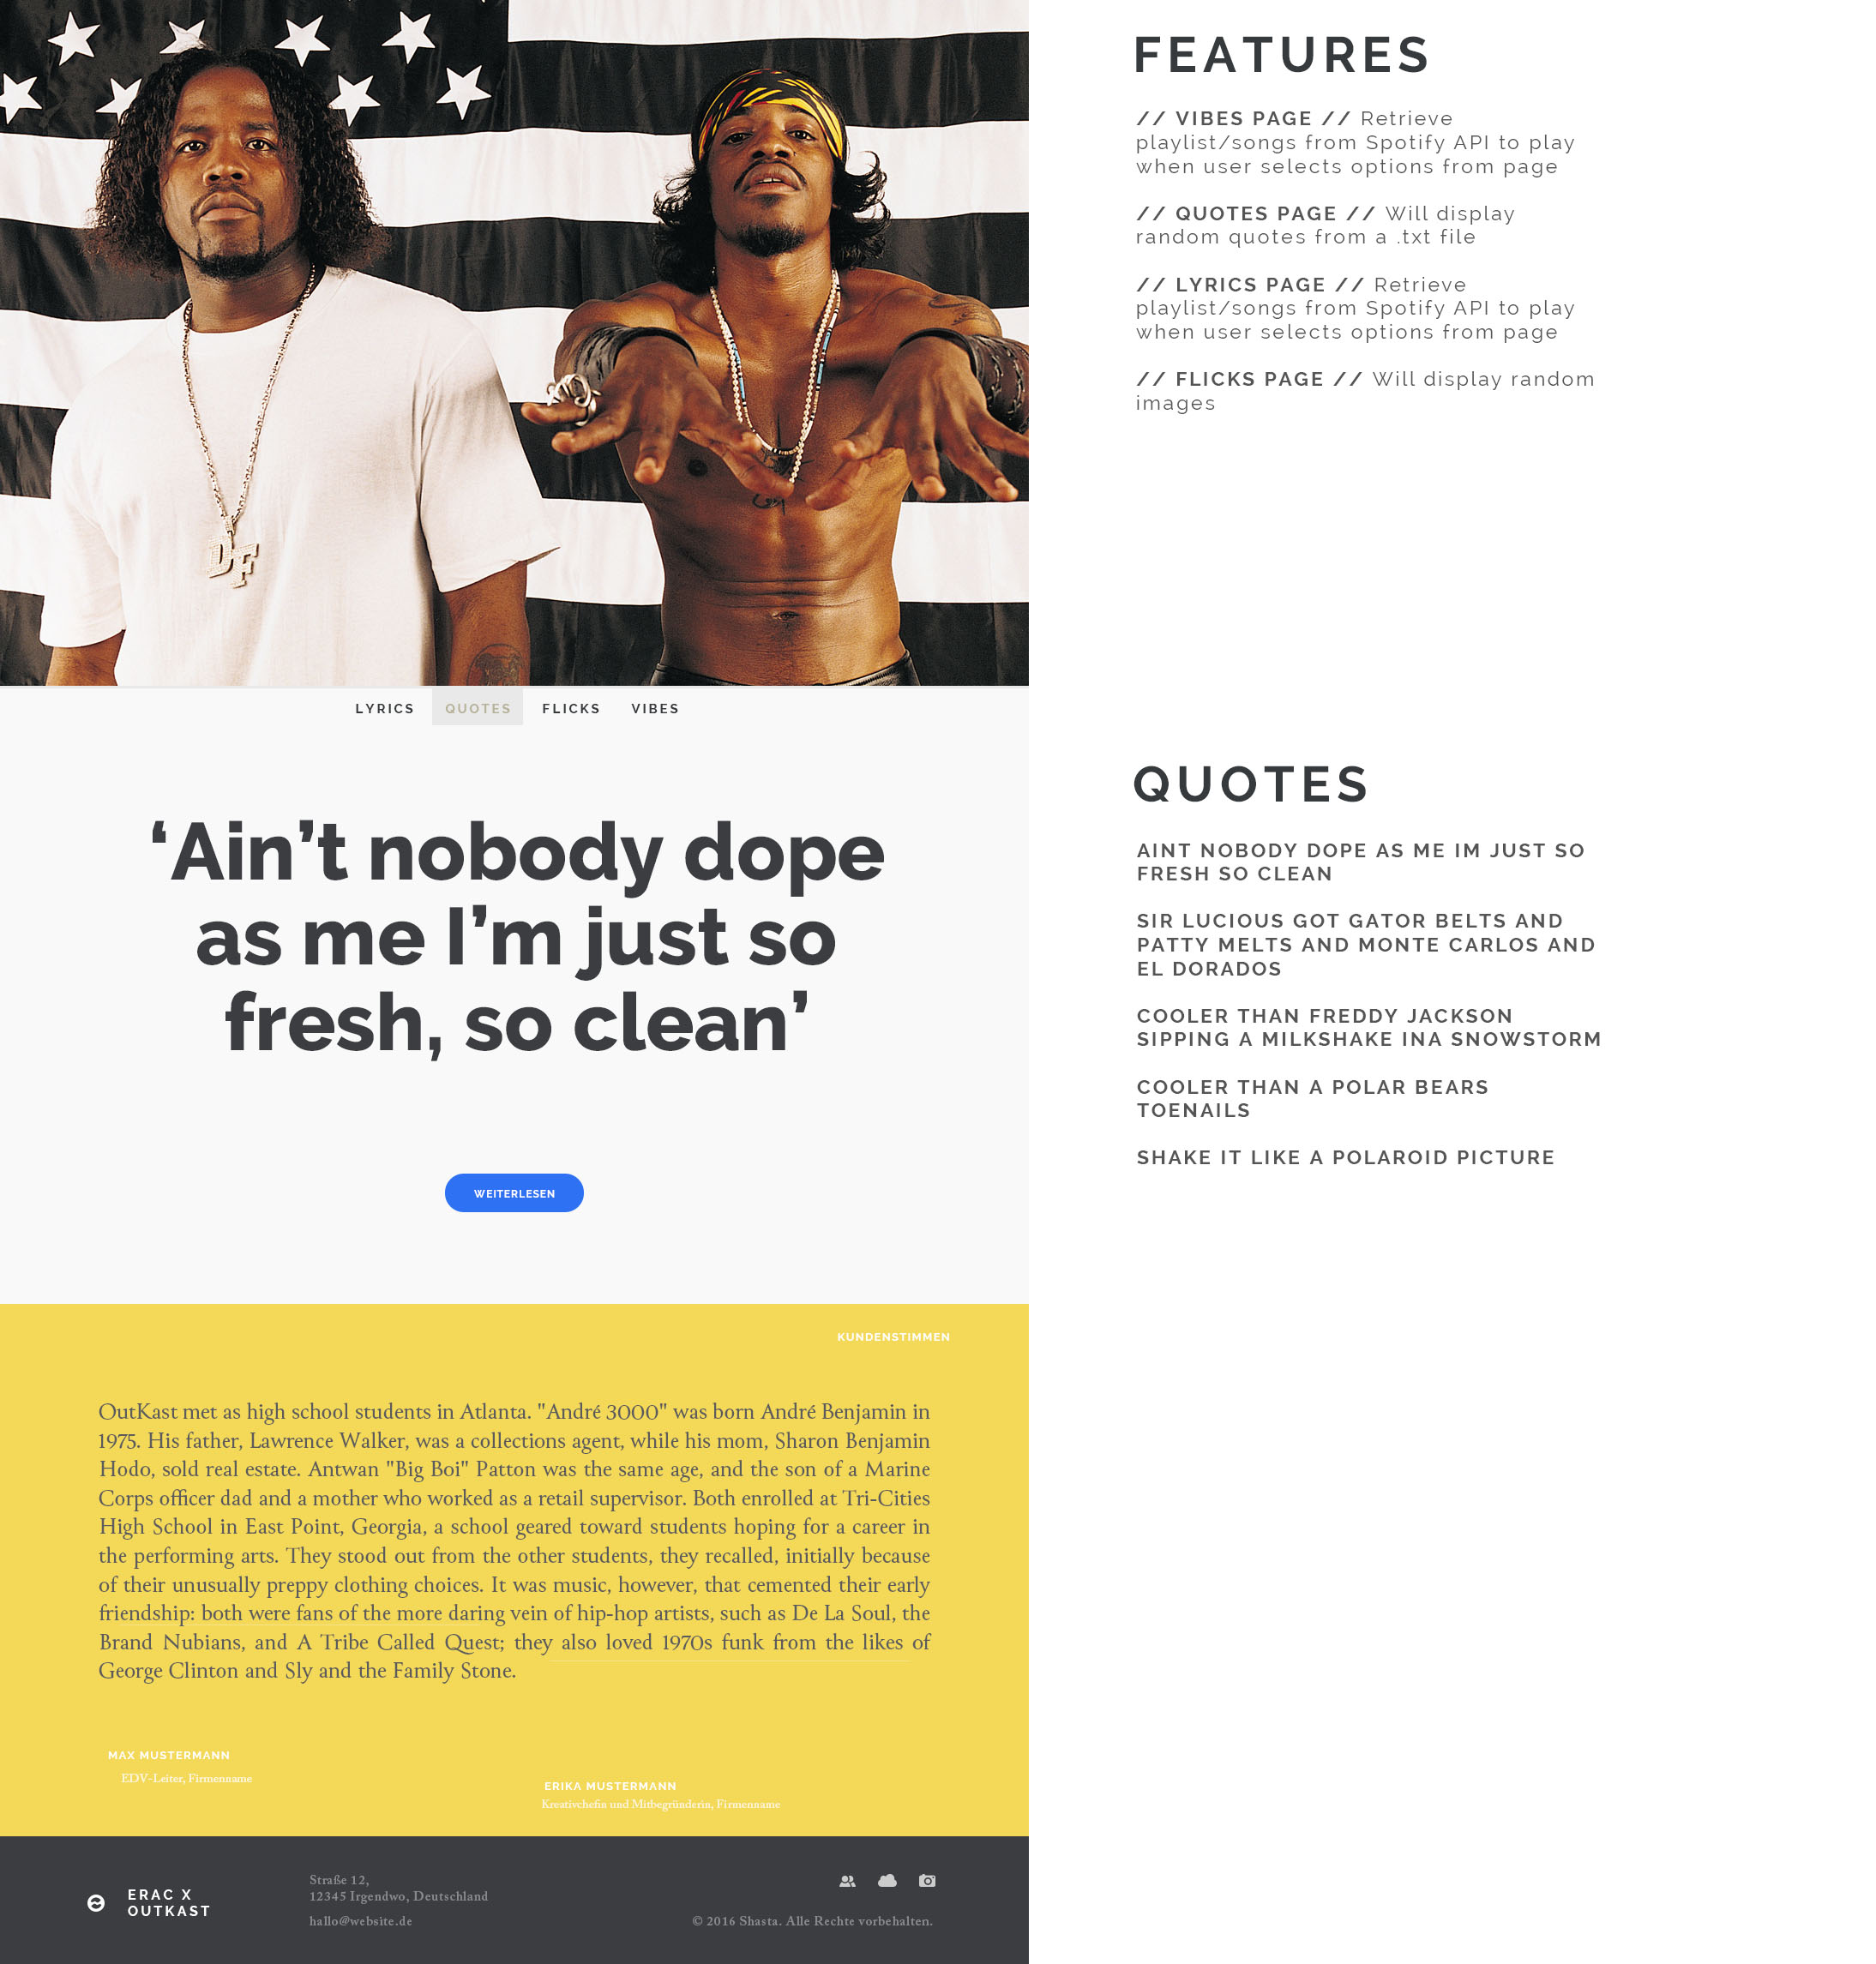 DF
LYRICS QUOTES FLICKS VIBES
‘Ain’t nobody dope
as me I’m just so
fresh, so clean’
WEITERLESEN
KUNDENSTIMMEN
OutKast met as high school students in Atlanta. "André 3000" was born André Benjamin in
1975. His father, Lawrence Walker, was a collections agent, while his mom, Sharon Benjamin
Hodo, sold real estate. Antwan "Big Boi" Patton was the same age, and the son of a Marine
Corps officer dad and a mother who worked as a retail supervisor. Both enrolled at Tri-Cities
High School in East Point, Georgia, a school geared toward students hoping for a career in
the performing arts. They stood out from the other students, they recalled, initially because
of their unusually preppy clothing choices. It was music, however, that cemented their early
friendship: both were fans of the more daring vein of hip-hop artists, such as De La Soul, the
Brand Nubians, and A Tribe Called Quest; they also loved 1970s funk from the likes of
George Clinton and Sly and the Family Stone.
MAX MUSTERMANN
EDV-Leiter, Firmenname
ERIKA MUSTERMANN
Kreativchefin und Mitbegründerin, Firmenname
ERAC X
OUTKAST
Straße 12,
12345 Irgendwo, Deutschland
hallo@website.de
© 2016 Shasta. Alle Rechte vorbehalten.
FEATURES
// VIBES PAGE // Retrieve
playlist/songs from Spotify API to play
when user selects options from page
// QUOTES PAGE // Will display
random quotes from a .txt file
// LYRICS PAGE // Retrieve
playlist/songs from Spotify API to play
when user selects options from page
// FLICKS PAGE // Will display random
images
QUOTES
AINT NOBODY DOPE AS ME IM JUST SO
FRESH SO CLEAN
SIR LUCIOUS GOT GATOR BELTS AND
PATTY MELTS AND MONTE CARLOS AND
EL DORADOS
COOLER THAN FREDDY JACKSON
SIPPING A MILKSHAKE INA SNOWSTORM
COOLER THAN A POLAR BEARS
TOENAILS
SHAKE IT LIKE A POLAROID PICTURE